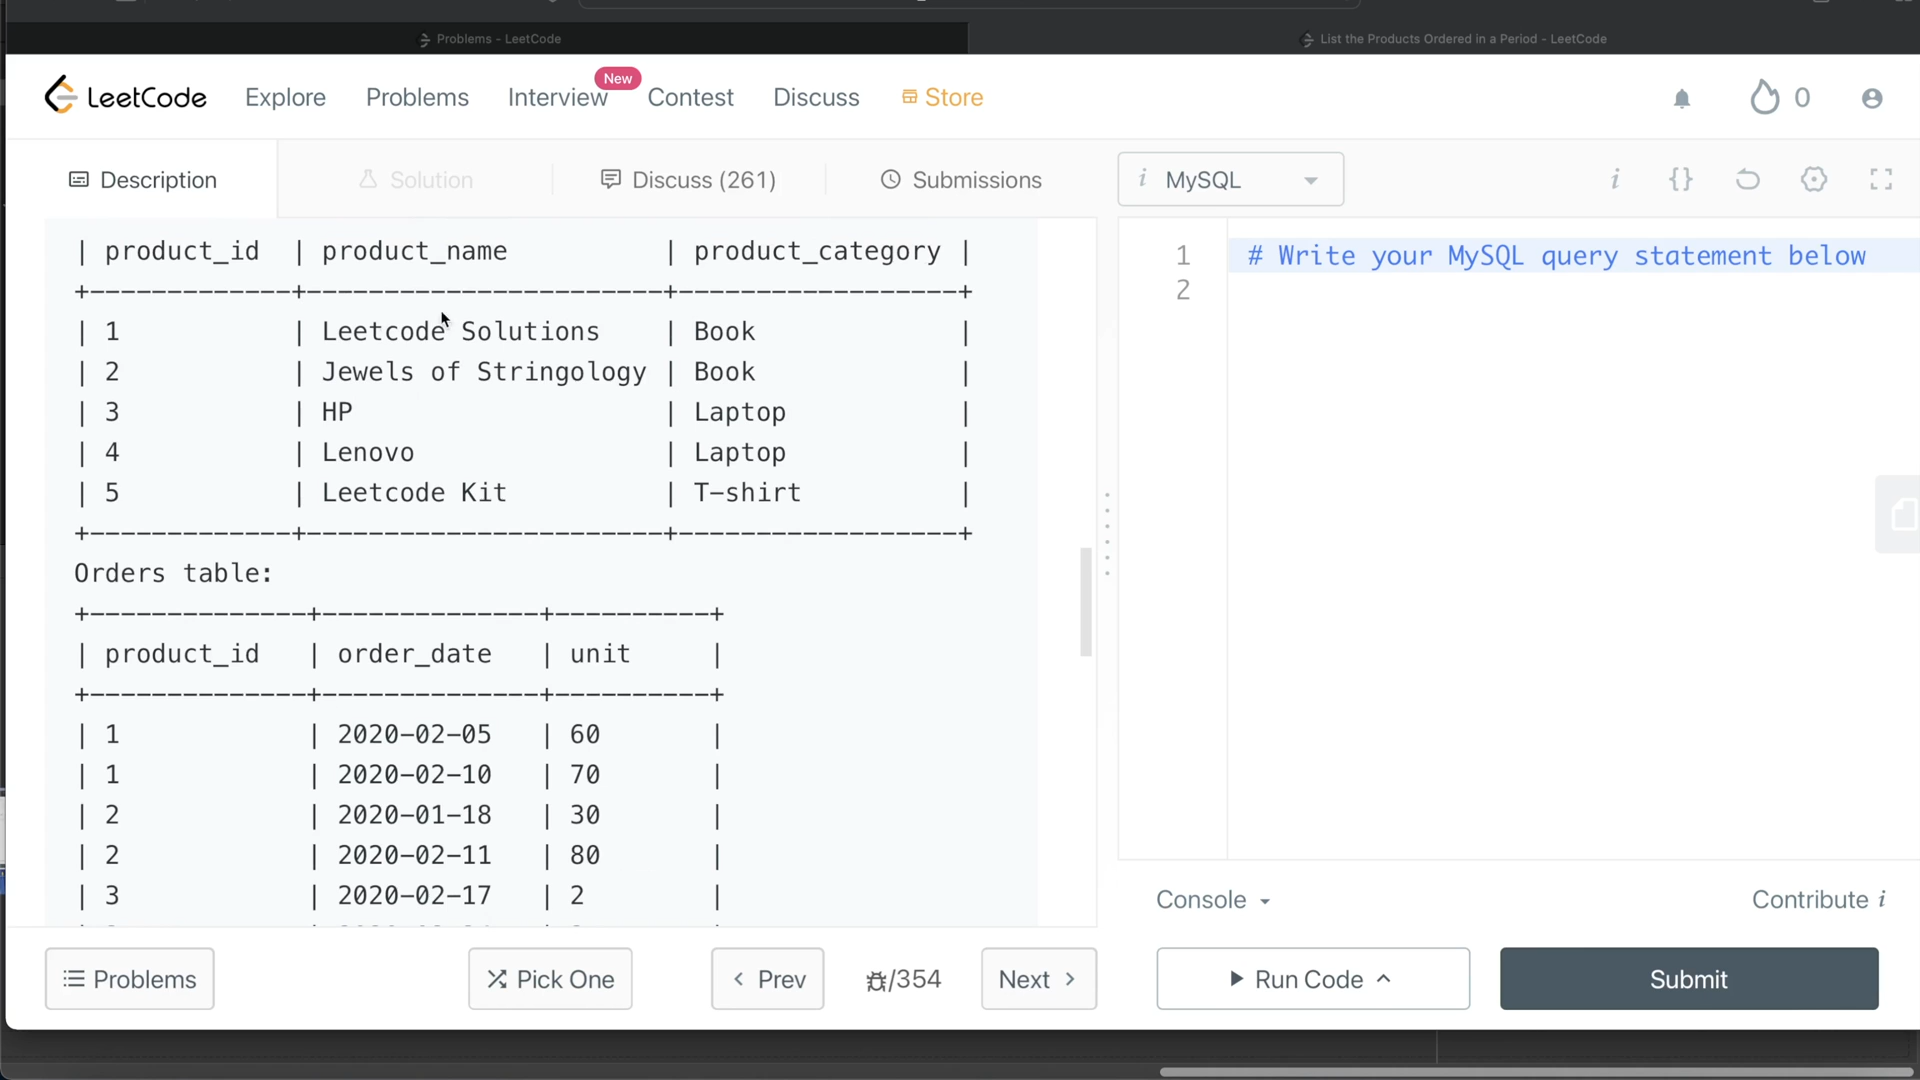 Problems - LeetCode
List the Products Ordered in a Period - LeetCode
LeetCode
Explore
Problems
Interview
New
Contest
Discuss
Store
0
Description
Solution
Discuss (261)
Submissions
i MySQL
i {}
| product_id | product_name | product_category |
+-------------+-----------------------+------------------+
| 1 | Leetcode Solutions | Book |
| 2 | Jewels of Stringology | Book |
| 3 | HP | Laptop |
| 4 | Lenovo | Laptop |
| 5 | Leetcode Kit | T-shirt |
+-------------+-----------------------+------------------+
Orders table:
+--------------+--------------+----------+
| product_id | order_date | unit |
+--------------+--------------+----------+
| 1 | 2020-02-05 | 60 |
| 1 | 2020-02-10 | 70 |
| 2 | 2020-01-18 | 30 |
| 2 | 2020-02-11 | 80 |
| 3 | 2020-02-17 | 2 |
1 # Write your MySQL query statement below
2
Console
Contribute i
Problems
Pick One
Prev
/354
Next
Run Code
Submit